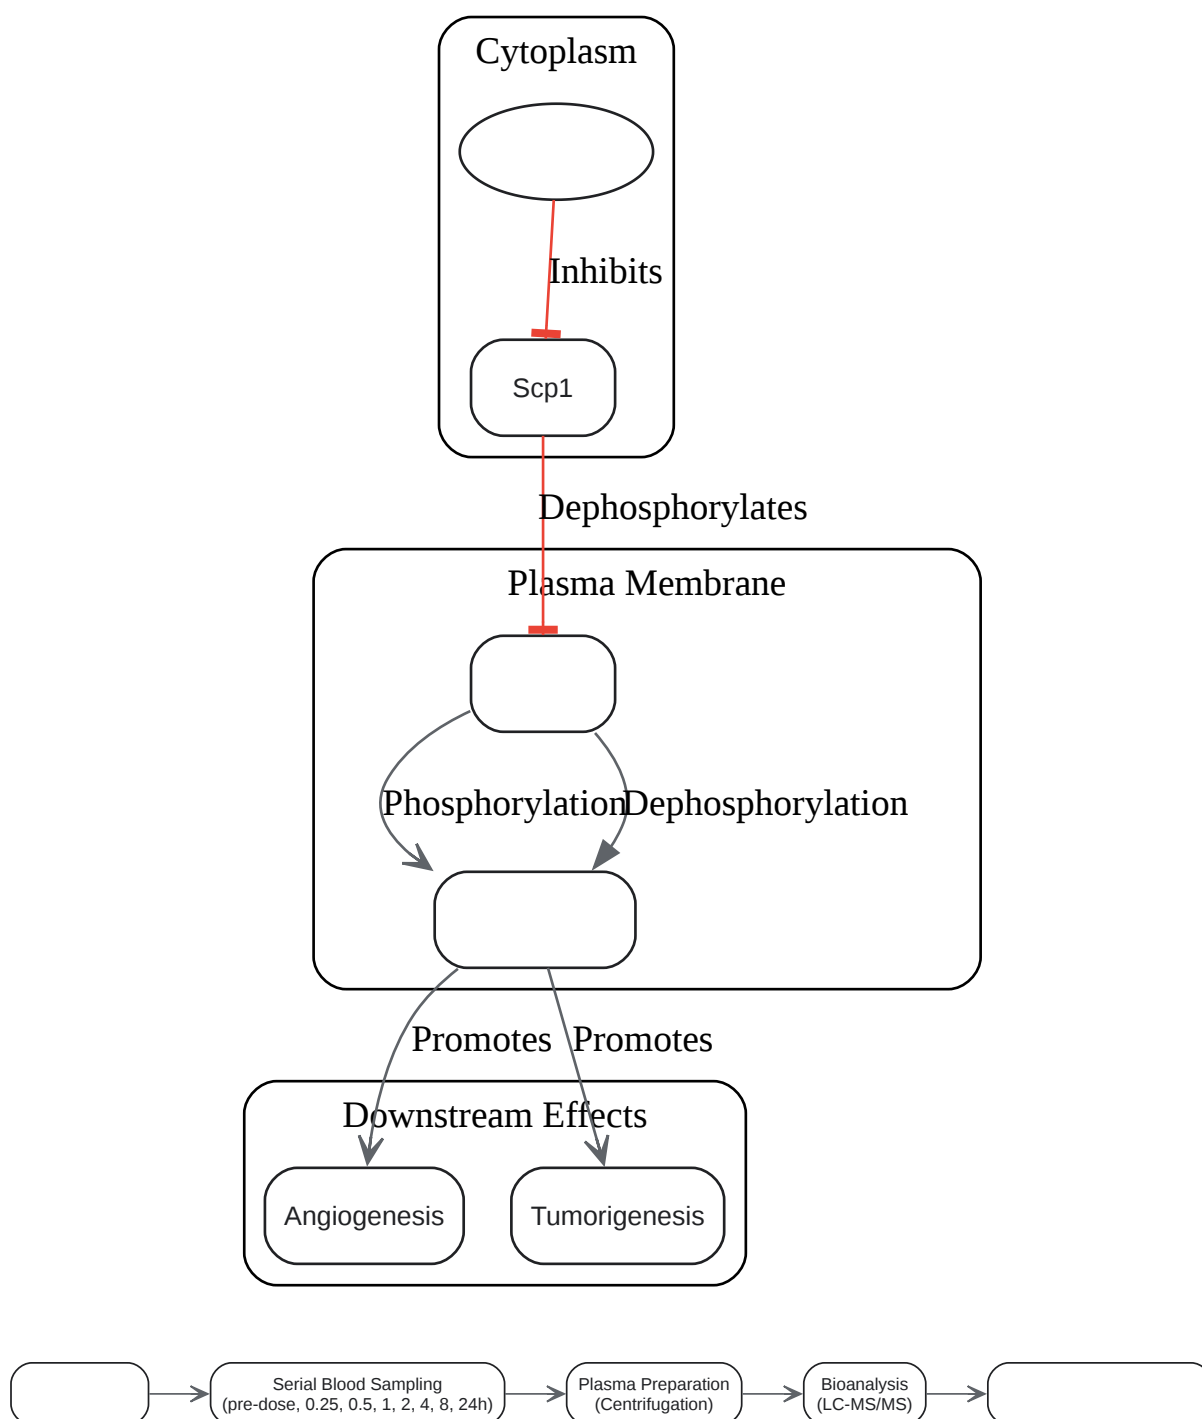 Cytoplasm
Inhibits
Scp1
Dephosphorylates
Plasma Membrane
Phosphorylation
Dephosphorylation
Promotes
Promotes
Downstream Effects
Angiogenesis
Tumorigenesis
Serial Blood Sampling
(pre-dose, 0.25, 0.5, 1, 2, 4, 8, 24h)
Plasma Preparation
(Centrifugation)
Bioanalysis
(LC-MS/MS)